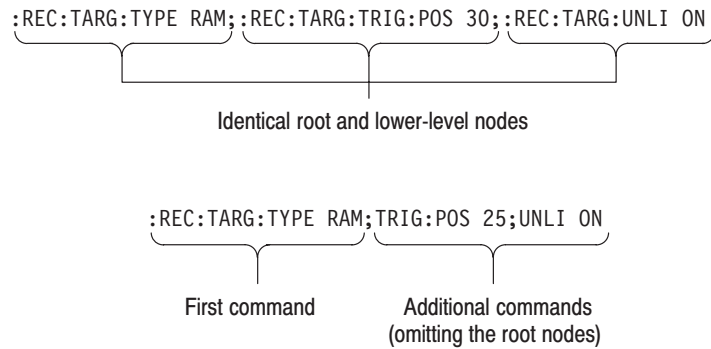 :REC:TARG:TYPE RAM;:REC:TARG:TRIG:POS 30;:REC:TARG:UNLI ON
Identical root and lower-level nodes
:REC:TARG:TYPE RAM;TRIG:POS 25;UNLI ON
First command
Additional commands
(omitting the root nodes)